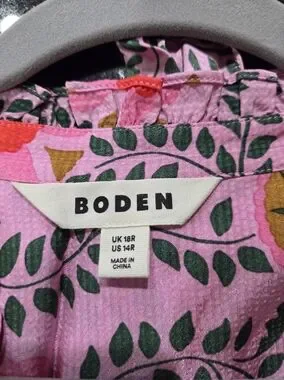 BODEN
UK 18R
US 14R
MADE IN
CHINA